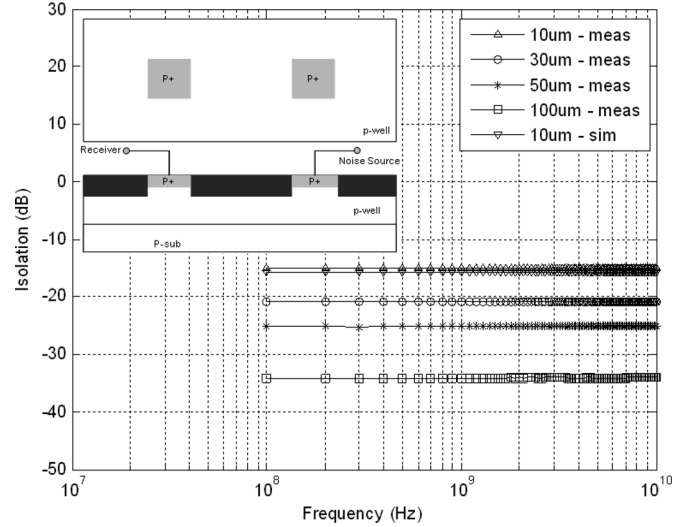 30
20
10
0
-10
-20
-30
-40
-50
Isolation (dB)
10^7
10^8
10^9
10^10
Frequency (Hz)
10um - meas
30um - meas
50um - meas
100um - meas
10um - sim
P+
P+
p-well
Receiver
Noise Source
P+
P+
p-well
P-sub